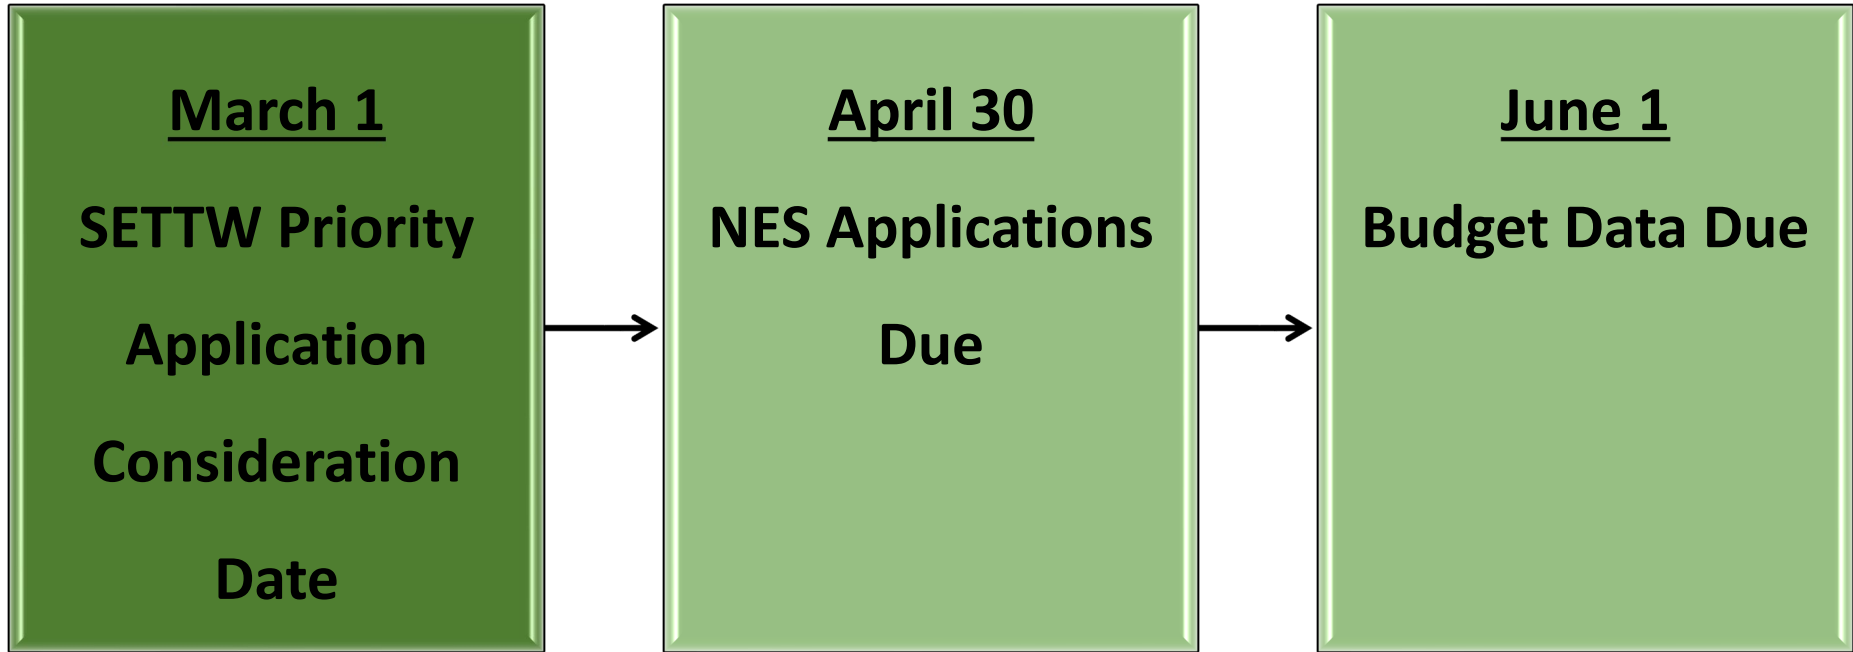 March 1
SETTW Priority
Application
Consideration
Date
April 30
NES Applications
Due
June 1
Budget Data Due